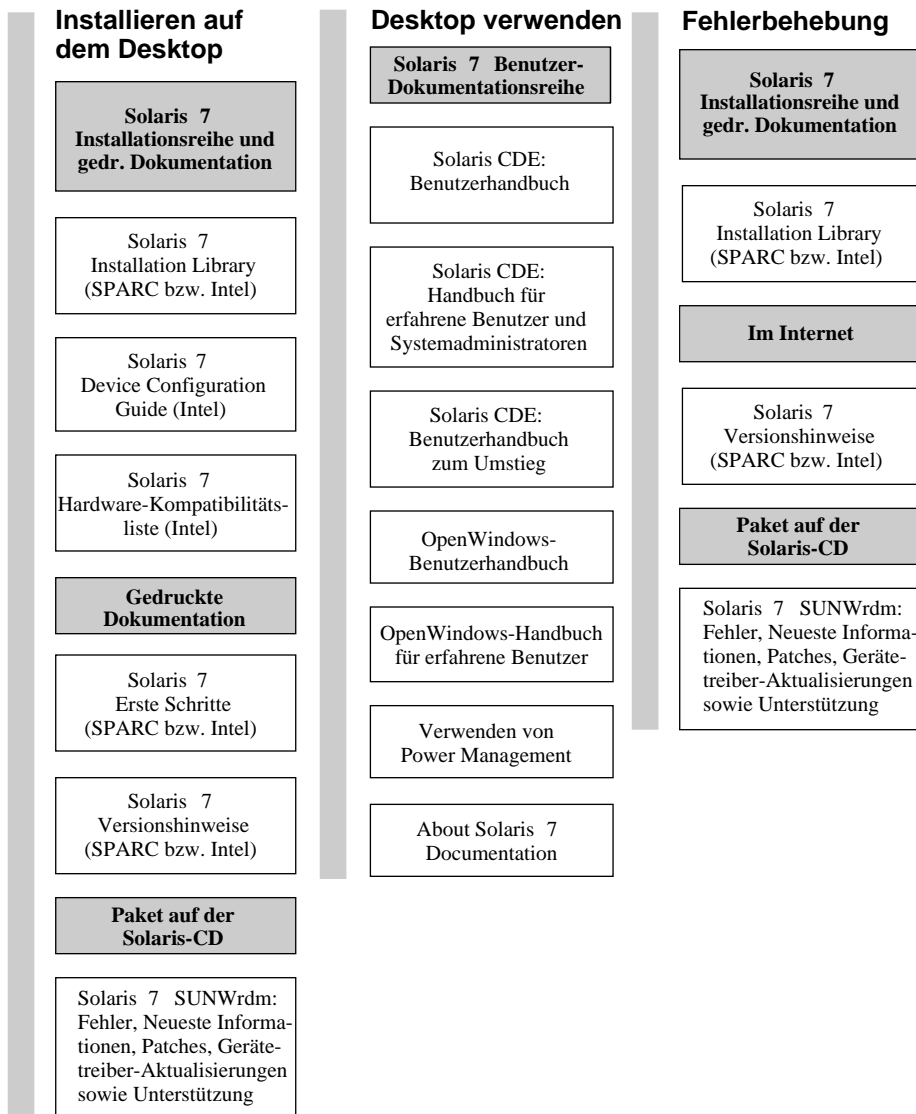 Installieren auf
dem Desktop
Solaris 7
Installationsreihe und
gedr. Dokumentation
Solaris 7
Installation Library
(SPARC bzw. Intel)
Solaris 7
Device Configuration
Guide (Intel)
Solaris 7
Hardware-Kompatibilitäts-
liste (Intel)
Gedruckte
Dokumentation
Solaris 7
Erste Schritte
(SPARC bzw. Intel)
Solaris 7
Versionshinweise
(SPARC bzw. Intel)
Paket auf der
Solaris-CD
Solaris 7 SUNWrdm:
Fehler, Neueste Informa-
tionen, Patches, Geräte-
treiber-Aktualisierungen
sowie Unterstützung
Desktop verwenden
Solaris 7 Benutzer-
Dokumentationsreihe
Solaris CDE:
Benutzerhandbuch
Solaris CDE:
Handbuch für
erfahrene Benutzer und
Systemadministratoren
Solaris CDE:
Benutzerhandbuch
zum Umstieg
OpenWindows-
Benutzerhandbuch
OpenWindows-Handbuch
für erfahrene Benutzer
Verwenden von
Power Management
About Solaris 7
Documentation
Fehlerbehebung
Solaris 7
Installationsreihe und
gedr. Dokumentation
Solaris 7
Installation Library
(SPARC bzw. Intel)
Im Internet
Solaris 7
Versionshinweise
(SPARC bzw. Intel)
Paket auf der
Solaris-CD
Solaris 7 SUNWrdm:
Fehler, Neueste Informa-
tionen, Patches, Geräte-
treiber-Aktualisierungen
sowie Unterstützung